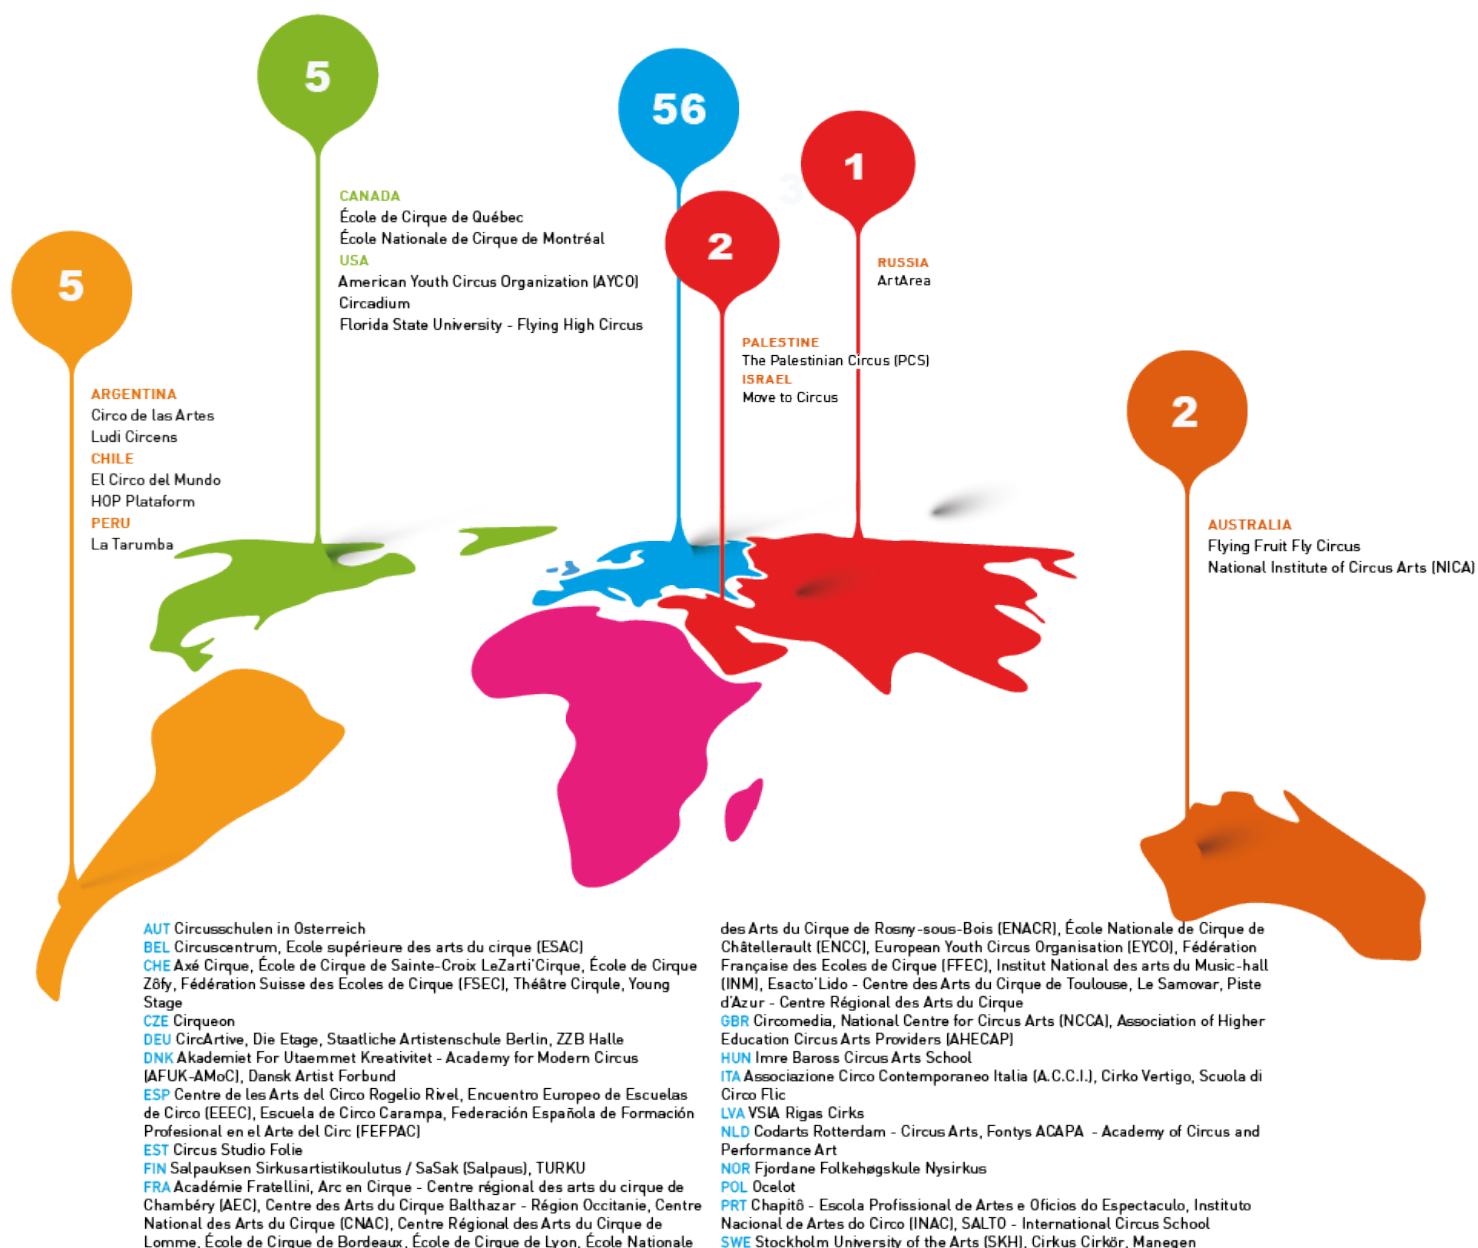 5
56
1
2
5
2
CANADA
École de Cirque de Québec
École Nationale de Cirque de Montréal
USA
American Youth Circus Organization (AYCO)
Circadium
Florida State University - Flying High Circus
RUSSIA
ArtArea
PALESTINE
The Palestinian Circus (PCS)
ISRAEL
Move to Circus
ARGENTINA
Circo de las Artes
Ludi Circens
CHILE
El Circo del Mundo
HOP Plataform
PERU
La Tarumba
AUSTRALIA
Flying Fruit Fly Circus
National Institute of Circus Arts (NICA)
AUT Circusschulen in Osterreich
BEL Circuscentrum, Ecole supérieure des arts du cirque (ESAC)
CHE Axé Cirque, École de Cirque de Sainte-Croix LeZarti'Cirque, École de Cirque
Zôfy, Fédération Suisse des Ecoles de Cirque (FSEC), Théâtre Cirqule, Young
Stage
CZE Cirqueon
DEU CircArtive, Die Etage, Staatliche Artistenschule Berlin, ZZB Halle
DNK Akademiet For Utaemmet Kreativitet - Academy for Modern Circus
(AFUK-AMoC), Dansk Artist Forbund
ESP Centre de les Arts del Circo Rogelio Rivel, Encuentro Europeo de Escuelas
de Circo (EEEC), Escuela de Circo Carampa, Federación Española de Formación
Profesional en el Arte del Circ (FEFPAC)
EST Circus Studio Folie
FIN Salpauksen Sirkusartistikoulutus / SaSak (Salpaus), TURKU
FRA Académie Fratellini, Arc en Cirque - Centre régional des arts du cirque de
Chambéry (AEC), Centre des Arts du Cirque Balthazar - Région Occitanie, Centre
National des Arts du Cirque (CNAC), Centre Régional des Arts du Cirque de
Lomme, École de Cirque de Bordeaux, École de Cirque de Lyon, École Nationale
des Arts du Cirque de Rosny-sous-Bois (ENACR), École Nationale de Cirque de
Châtellerault (ENCC), European Youth Circus Organisation (EYCO), Fédération
Française des Ecoles de Cirque (FFEC), Institut National des arts du Music-hall
(INM), Esacto'Lido - Centre des Arts du Cirque de Toulouse, Le Samovar, Piste
d'Azur - Centre Régional des Arts du Cirque
GBR Circomedia, National Centre for Circus Arts (NCCA), Association of Higher
Education Circus Arts Providers (AHECAP)
HUN Imre Baross Circus Arts School
ITA Associazione Circo Contemporaneo Italia (A.C.C.I.), Cirko Vertigo, Scuola di
Circo Flic
LVA VSIA Rigas Cirks
NLD Codarts Rotterdam - Circus Arts, Fontys ACAPA - Academy of Circus and
Performance Art
NOR Fjordane Folkehøgskule Nysirkus
POL Ocelot
PRT Chapitô - Escola Profissional de Artes e Oficios do Espectaculo, Instituto
Nacional de Artes do Circo (INAC), SALTO - International Circus School
SWE Stockholm University of the Arts (SKH), Cirkus Cirkör, Manegen